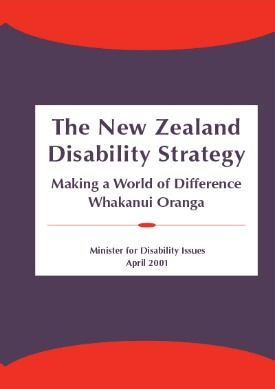 The New Zealand
Disability Strategy
Making a World of Difference
Whakanui Oranga
Minister for Disability Issues
April 2001